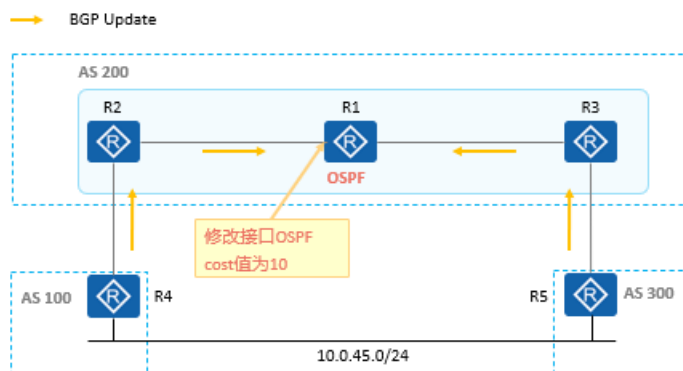 BGP Update
AS 200
R2
R1
R3
R
R
R
OSPF
修改接口OSPF
cost值为10
AS 100
R
R4
R5
R
AS 300
10.0.45.0/24